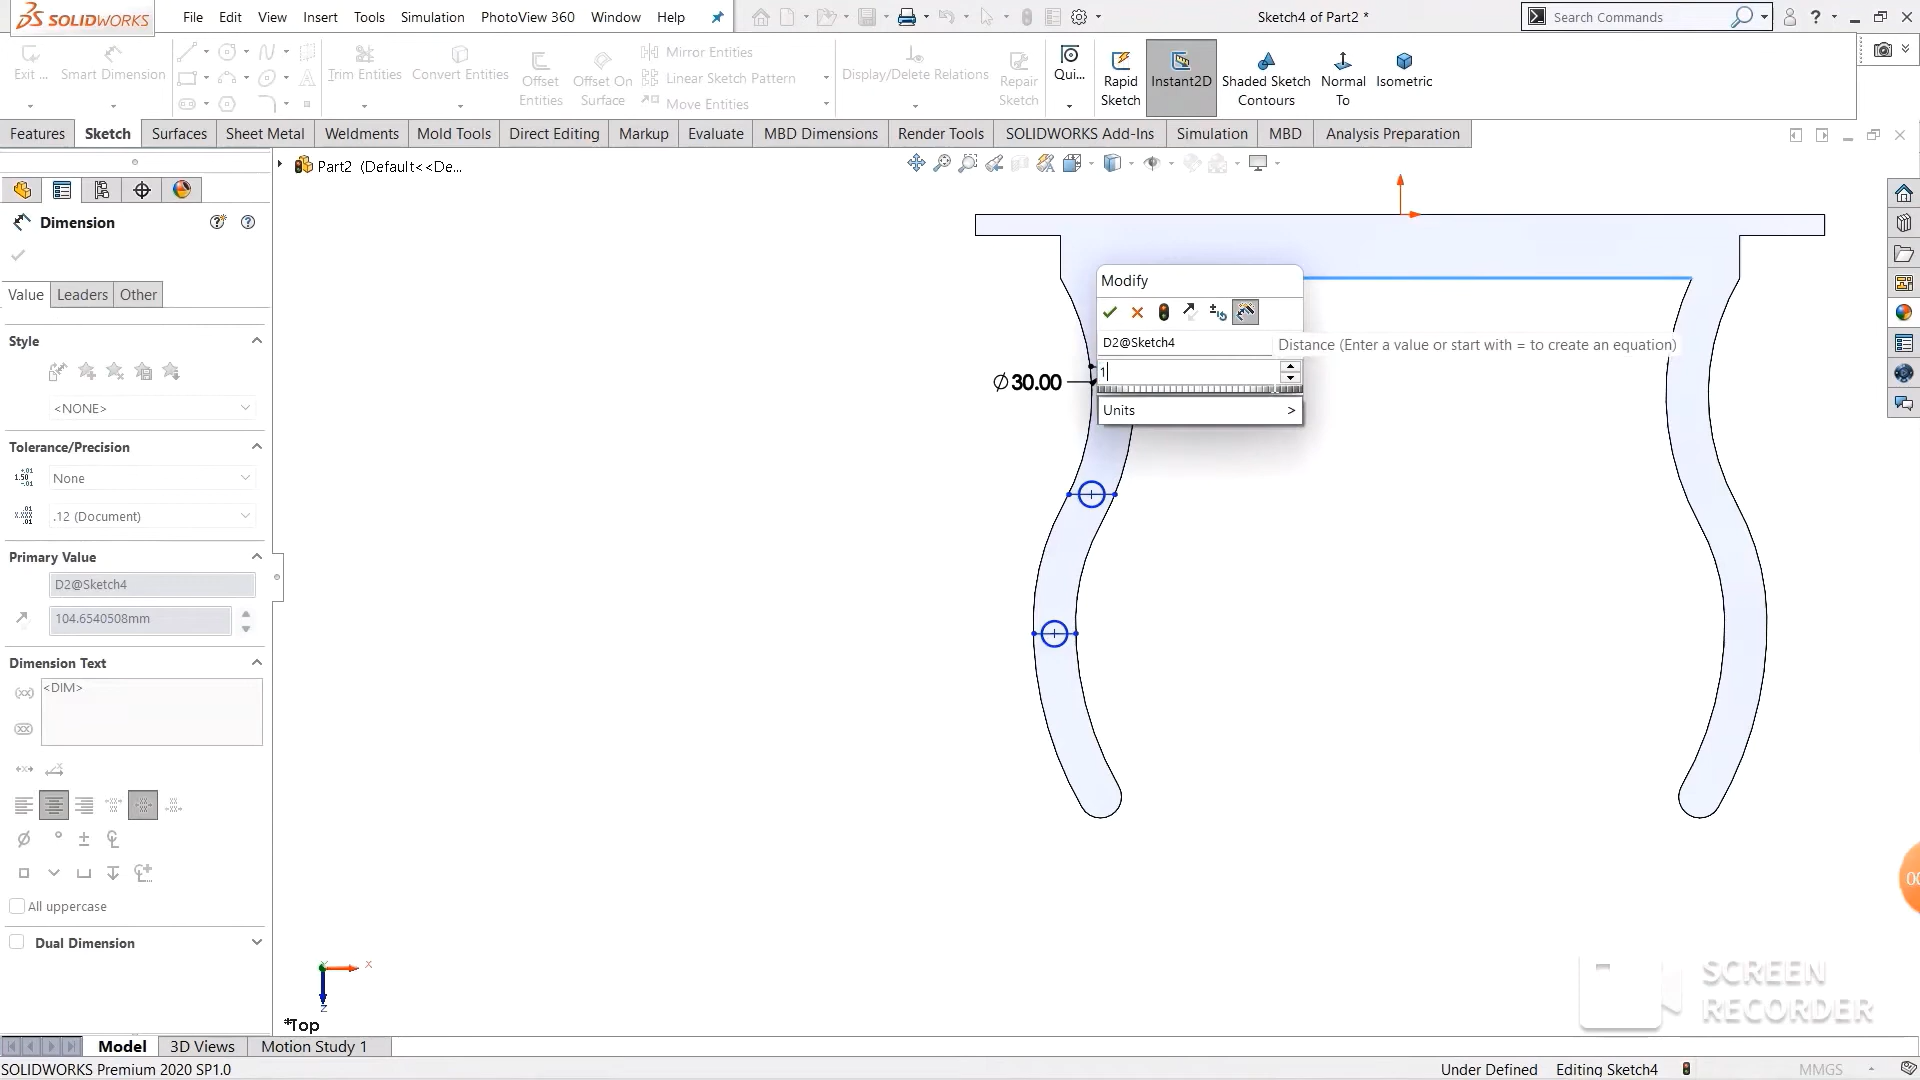 SOLIDWORKS
File Edit View Insert Tools Simulation PhotoView 360 Window Help
Sketch4 of Part2 *
Search Commands
Exit ...
Smart Dimension
Trim Entities
Convert Entities
Offset Entities
Offset On Surface
Mirror Entities
Linear Sketch Pattern
Move Entities
Display/Delete Relations
Repair Sketch
Qui...
Rapid Sketch
Instant2D
Shaded Sketch Contours
Normal To
Isometric
Features Sketch Surfaces Sheet Metal Weldments Mold Tools Direct Editing Markup Evaluate MBD Dimensions Render Tools SOLIDWORKS Add-Ins Simulation MBD Analysis Preparation
Part2 (Default<<De...
Dimension
Value Leaders Other
Style
<NONE>
Tolerance/Precision
None
.12 (Document)
Primary Value
D2@Sketch4
104.6540508mm
Dimension Text
<DIM>
All uppercase
Dual Dimension
Modify
D2@Sketch4
Distance (Enter a value or start with = to create an equation)
1
Units >
∅30.00
X
Z
*Top
00
SCREEN
RECORDER
Model 3D Views Motion Study 1
SOLIDWORKS Premium 2020 SP1.0
Under Defined Editing Sketch4 MMGS